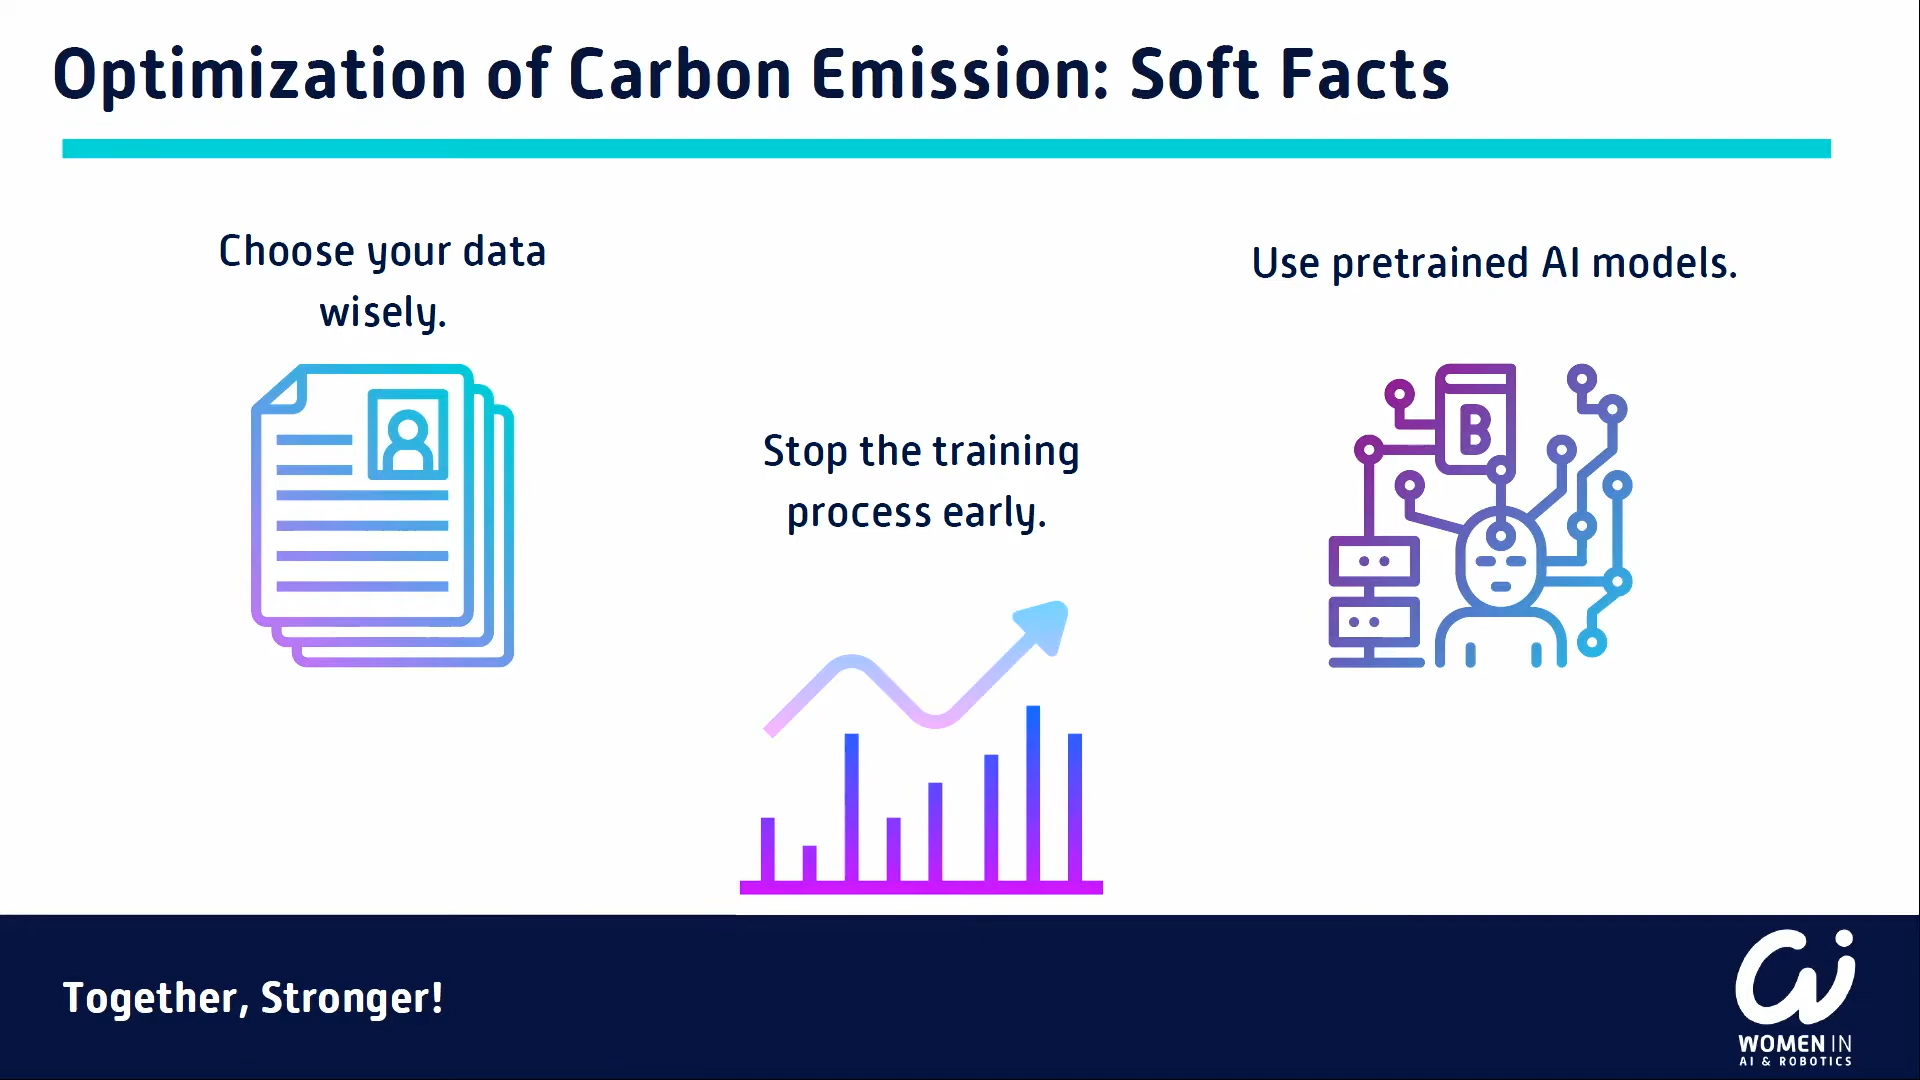 Optimization of Carbon Emission: Soft Facts
Choose your data
wisely.
Stop the training
process early.
Use pretrained AI models.
B
Together, Stronger!
WOMEN IN
AI & ROBOTICS